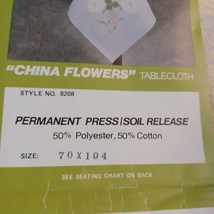 "CHINA FLOWERS" TABLECLOTH
STYLE NO. 8208
PERMANENT PRESS/SOIL RELEASE
50% Polyester, 50% Cotton
SIZE: 70 X 104
SEE SEATING CHART ON BACK